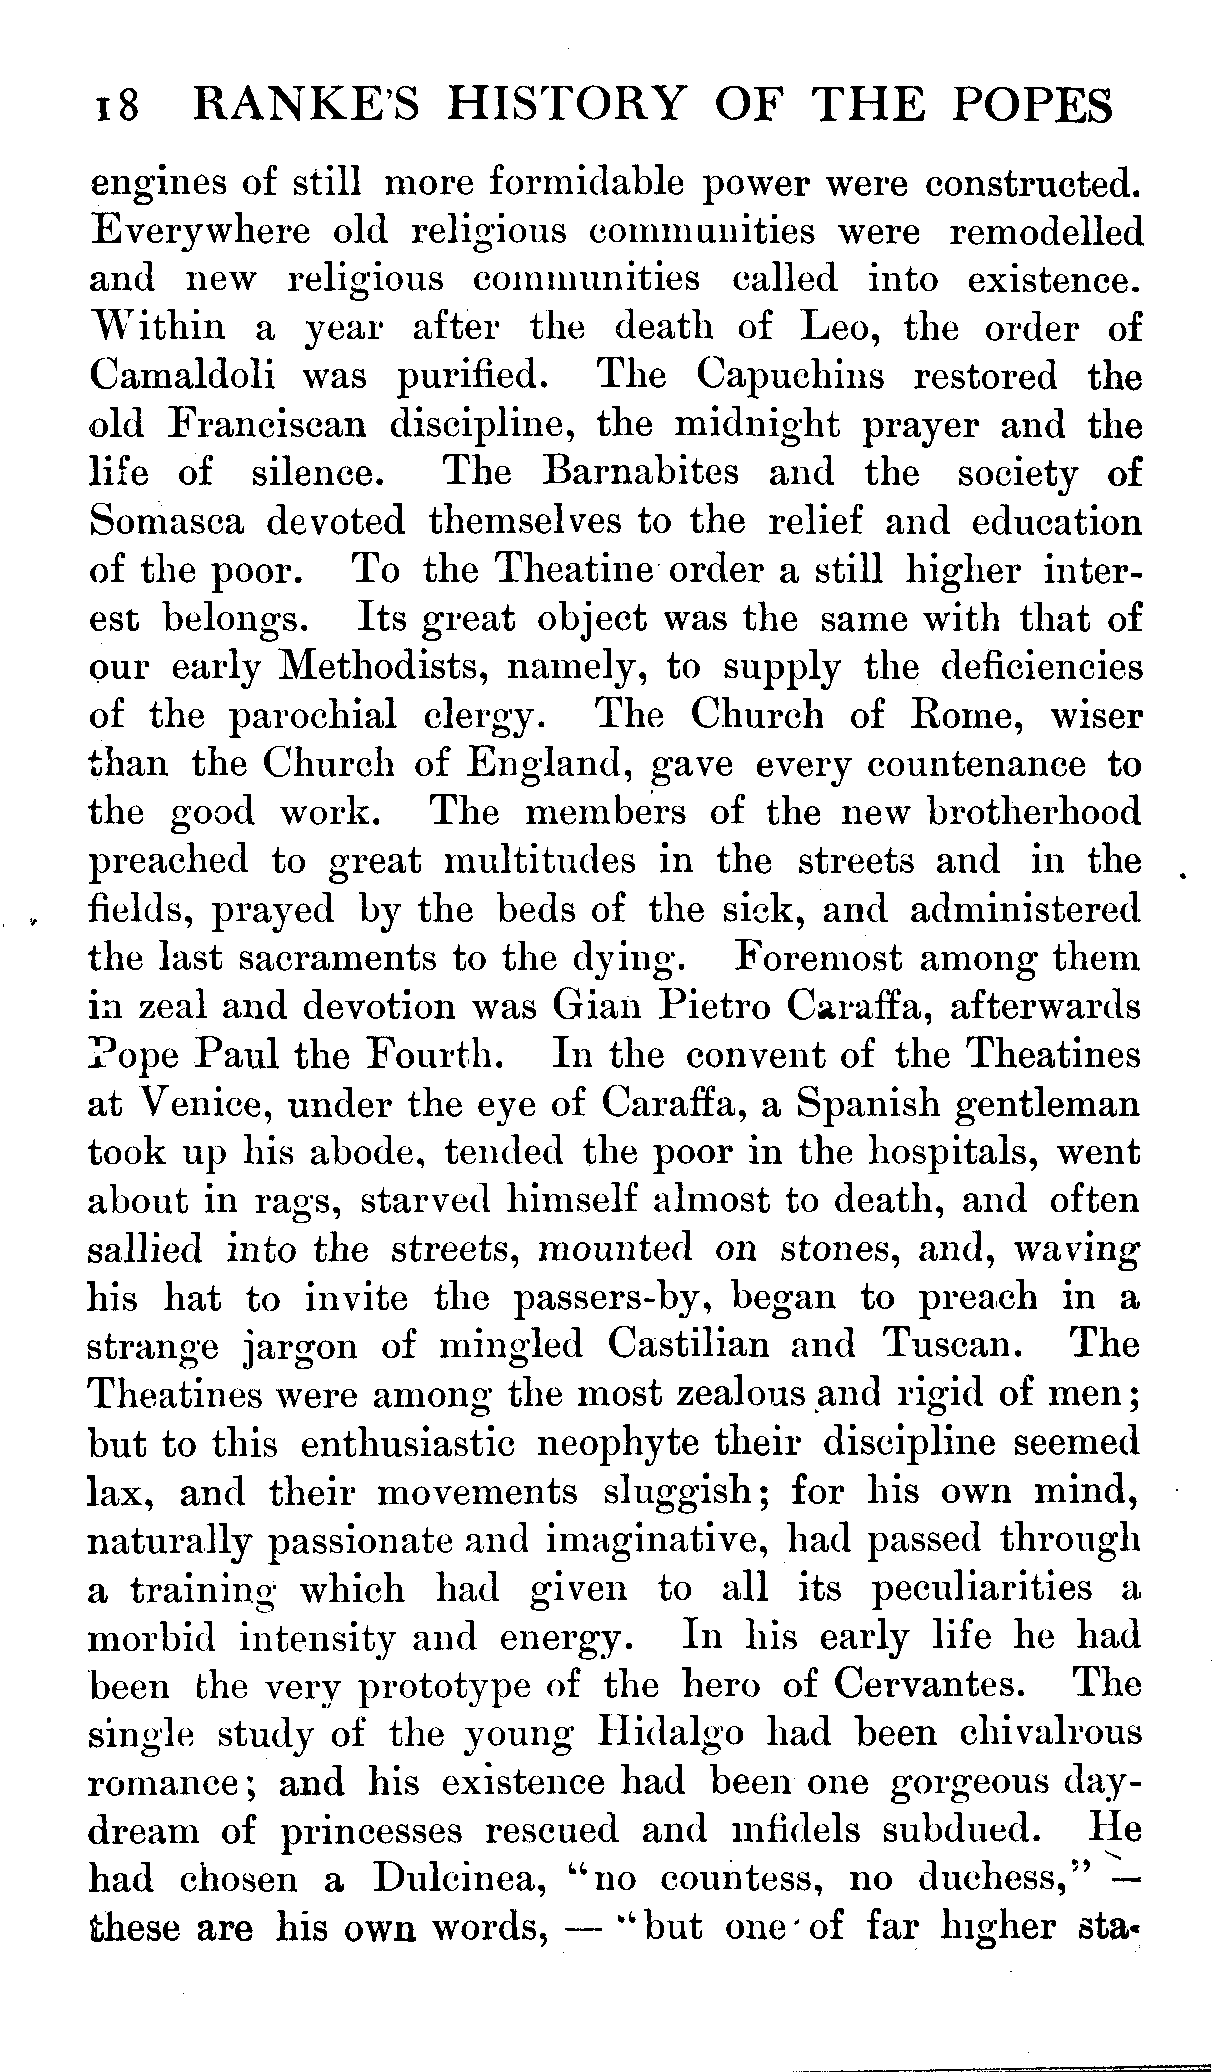 18 RANKE'S HISTORY OF THE POPES
engines of still more formidable power were constructed.
Everywhere old religious communities were remodelled
and new religious communities called into existence.
Within a year after the death of Leo, the order of
Camaldoli was purified. The Capuchins restored the
old Franciscan discipline, the midnight prayer and the
life of silence. The Barnabites and the society of
Somasca devoted themselves to the relief and education
of the poor. To the Theatine order a still higher inter-
est belongs. Its great object was the same with that of
our early Methodists, namely, to supply the deficiencies
of the parochial clergy. The Church of Rome, wiser
than the Church of England, gave every countenance to
the good work. The members of the new brotherhood
preached to great multitudes in the streets and in the
fields, prayed by the beds of the sick, and administered
the last sacraments to the dying. Foremost among them
in zeal and devotion was Gian Pietro Caraffa, afterwards
Pope Paul the Fourth. In the convent of the Theatines
at Venice, under the eye of Caraffa, a Spanish gentleman
took up his abode, tended the poor in the hospitals, went
about in rags, starved himself almost to death, and often
sallied into the streets, mounted on stones, and, waving
his hat to invite the passers-by, began to preach in a
strange jargon of mingled Castilian and Tuscan. The
Theatines were among the most zealous and rigid of men;
but to this enthusiastic neophyte their discipline seemed
lax, and their movements sluggish; for his own mind,
naturally passionate and imaginative, had passed through
a training which had given to all its peculiarities a
morbid intensity and energy. In his early life he had
been the very prototype of the hero of Cervantes. The
single study of the young Hidalgo had been chivalrous
romance; and his existence had been one gorgeous day-
dream of princesses rescued and infidels subdued. He
had chosen a Dulcinea, "no countess, no duchess," —
these are his own words, — "but one of far higher sta-